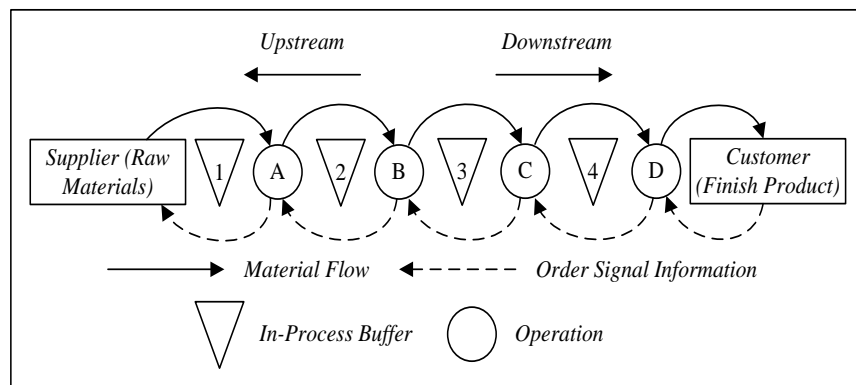 Upstream
Downstream
Supplier (Raw
Materials)
1
A
2
B
3
C
4
D
Customer
(Finish Product)
Material Flow
Order Signal Information
In-Process Buffer
Operation